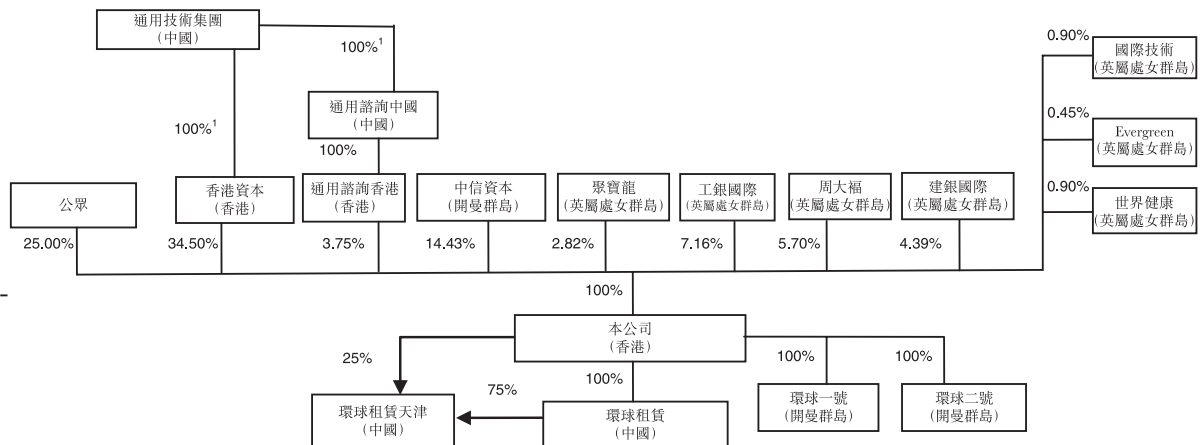 通用技術集團
(中國)
100%¹
0.90%
國際技術
(英屬處女群島)
通用諮詢中國
(中國)
100%¹
100%
0.45%
Evergreen
(英屬處女群島)
公眾
香港資本
(香港)
通用諮詢香港
(香港)
中信資本
(開曼群島)
聚寶龍
(英屬處女群島)
工銀國際
(英屬處女群島)
周大福
(英屬處女群島)
建銀國際
(英屬處女群島)
0.90%
世界健康
(英屬處女群島)
25.00%
34.50%
3.75%
14.43%
2.82%
7.16%
5.70%
4.39%
100%
本公司
(香港)
25%
100%
100%
100%
75%
環球租賃天津
(中國)
環球租賃
(中國)
環球一號
(開曼群島)
環球二號
(開曼群島)